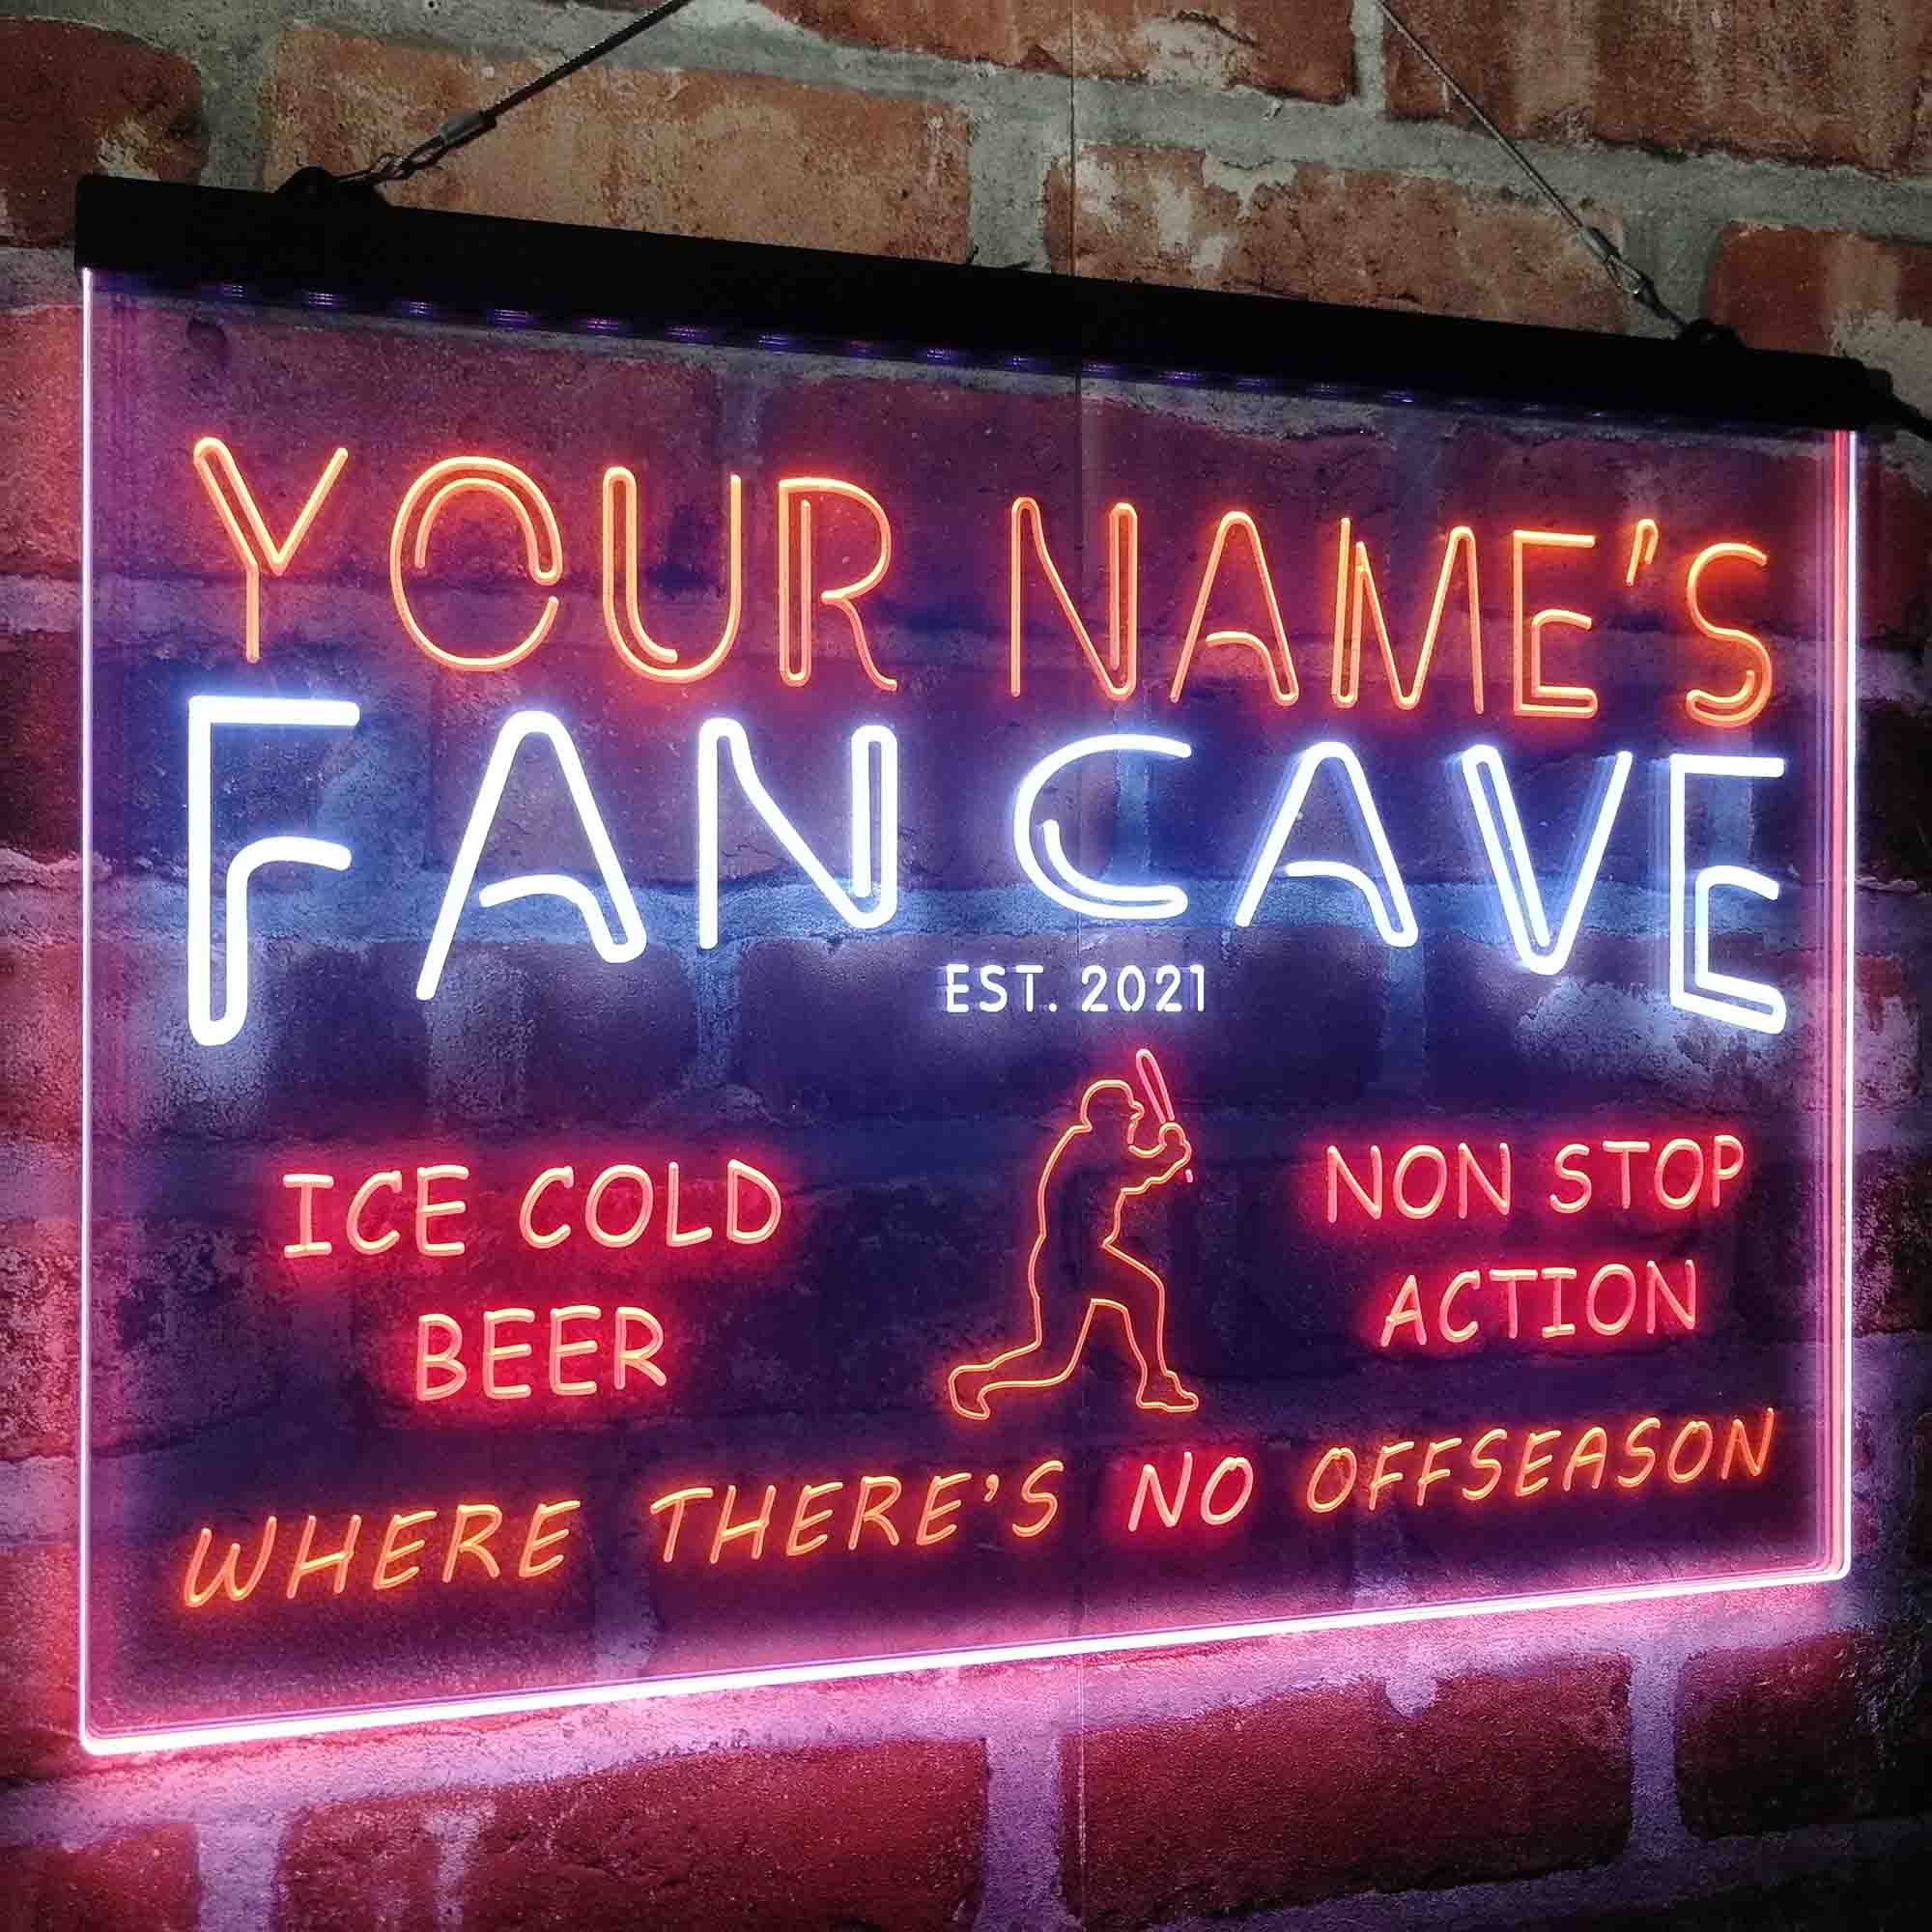 YOUR NAME'S
FAN CAVE
EST. 2021
ICE COLD
BEER
NON STOP
ACTION
WHERE THERE'S NO OFFSEASON